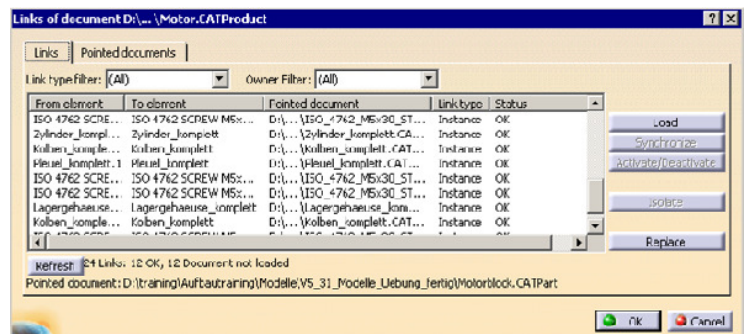 Links of document D:\... \Motor.CATProduct
Links Pointed documents
Link type filter: (All) Owner Filter: (All)
From element To element Pointed document Link type Status
ISO 4762 SCRE... ISO 4762 SCREW M5x... D:\...\ISO_4762_M5x30_ST... Instance OK
Zylinder_kompl... Zylinder_komplett D:\...\Zylinder_komplett.CA... Instance OK
Kolben_komple... Kolben_komplett D:\...\Kolben_komplett.CAT... Instance OK
Pleuel_komplett.1 Pleuel_komplett D:\...\Pleuel_komplett.CAT... Instance OK
ISO 4762 SCRE... ISO 4762 SCREW M5x... D:\...\ISO_4762_M5x30_ST... Instance OK
ISO 4762 SCRE... ISO 4762 SCREW M5x... D:\...\ISO_4762_M5x30_ST... Instance OK
Lagergehaeuse... Lagergehaeuse_komplett D:\...\Lagergehaeuse_kom... Instance OK
Kolben_komple... Kolben_komplett D:\...\Kolben_komplett.CAT... Instance OK
Load
Synchronize
Activate/Deactivate
Isolate
Replace
Refresh 24 Links: 12 OK, 12 Document not loaded
Pointed document: D:\training\Aufbautraining\Modelle\V5_31_Modelle_Uebung_fertig\Motorblock.CATPart
OK Cancel